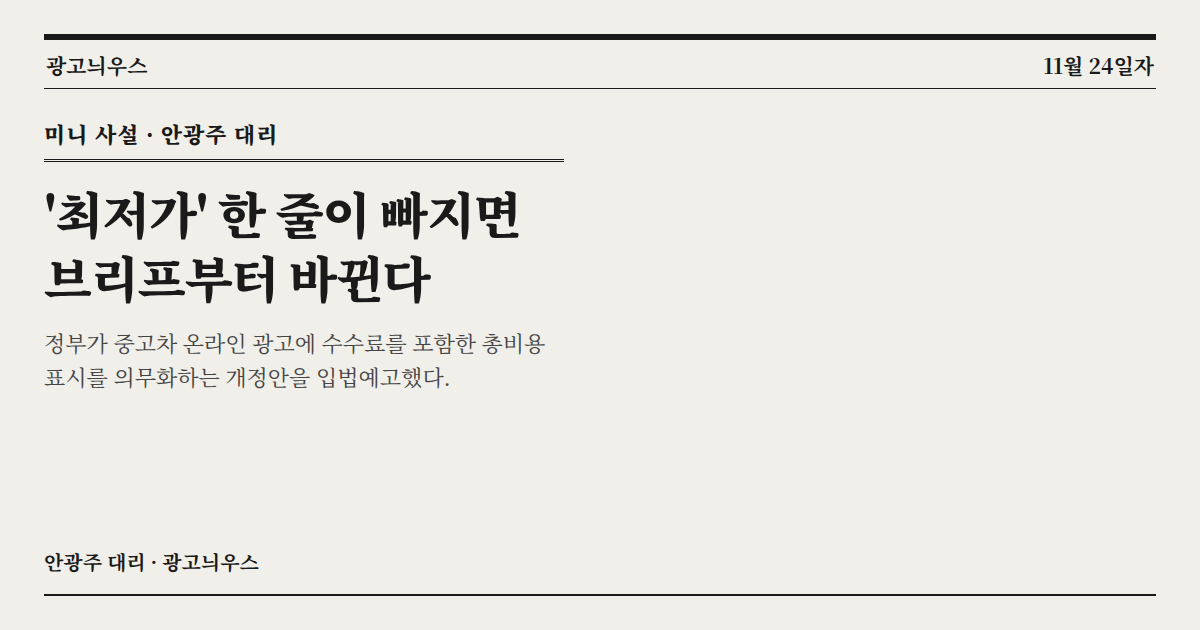 광고늬우스
11월 24일자
미니 사설 · 안광주 대리
'최저가' 한 줄이 빠지면
브리프부터 바뀐다
정부가 중고차 온라인 광고에 수수료를 포함한 총비용
표시를 의무화하는 개정안을 입법예고했다.
안광주 대리 · 광고늬우스